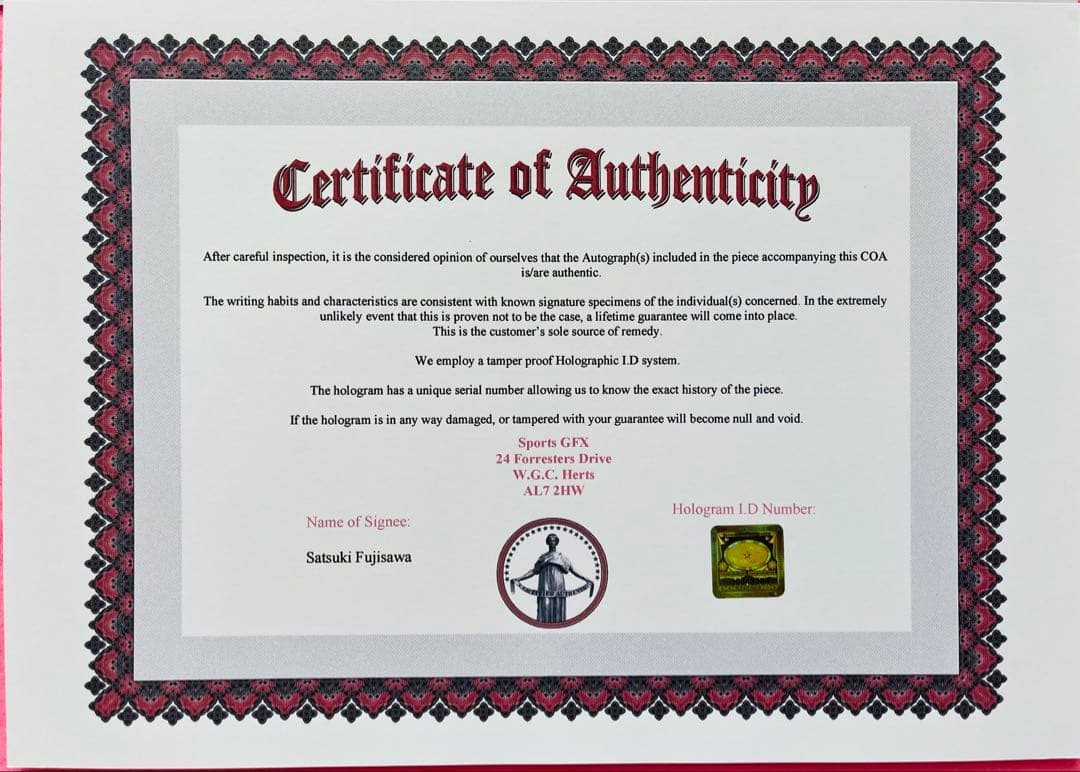 Certificate of Authenticity
After careful inspection, it is the considered opinion of ourselves that the Autograph(s) included in the piece accompanying this COA
is/are authentic.
The writing habits and characteristics are consistent with known signature specimens of the individual(s) concerned. In the extremely
unlikely event that this is proven not to be the case, a lifetime guarantee will come into place.
This is the customer's sole source of remedy.
We employ a tamper proof Holographic I.D system.
The hologram has a unique serial number allowing us to know the exact history of the piece.
If the hologram is in any way damaged, or tampered with your guarantee will become null and void.
Sports GFX
24 Forresters Drive
W.G.C. Herts
AL7 2HW
Name of Signee:
Satsuki Fujisawa
Hologram I.D Number: